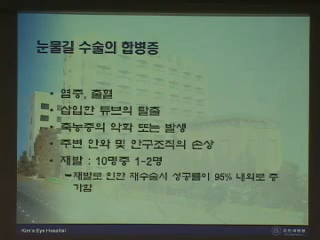 눈물길 수술의 합병증
• 염증, 출혈
• 삽입한 튜브의 탈출
• 축농증의 악화 또는 발생
• 주변 안와 및 안구조직의 손상
• 재발 : 10명중 1-2명
재발로 인한 재수술시 성공률이 95% 내외로 증가함
Kim's Eye Hospital